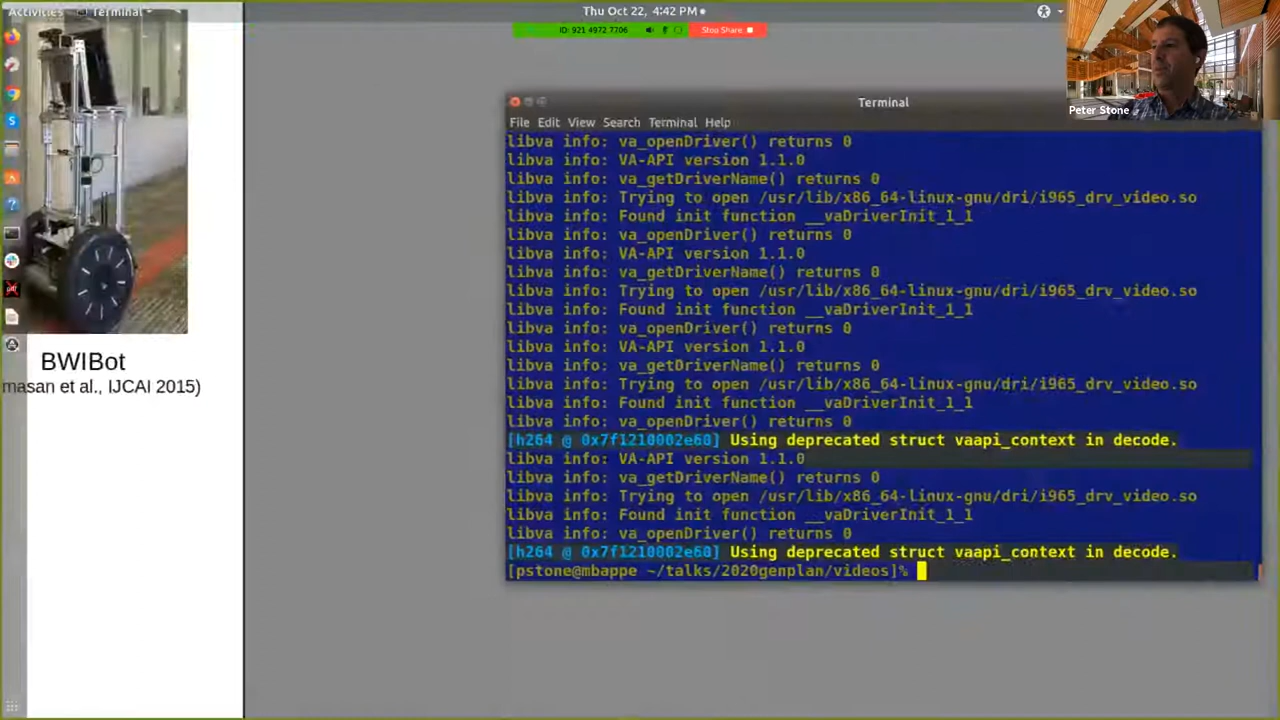 Activities
Terminal
Thu Oct 22, 4:42 PM
ID: 921 4972 7706
Stop Share
Peter Stone
Terminal
File Edit View Search Terminal Help
libva info: va_openDriver() returns 0
libva info: VA-API version 1.1.0
libva info: va_getDriverName() returns 0
libva info: Trying to open /usr/lib/x86_64-linux-gnu/dri/i965_drv_video.so
libva info: Found init function __vaDriverInit_1_1
libva info: va_openDriver() returns 0
libva info: VA-API version 1.1.0
libva info: va_getDriverName() returns 0
libva info: Trying to open /usr/lib/x86_64-linux-gnu/dri/i965_drv_video.so
libva info: Found init function __vaDriverInit_1_1
libva info: va_openDriver() returns 0
libva info: VA-API version 1.1.0
libva info: va_getDriverName() returns 0
libva info: Trying to open /usr/lib/x86_64-linux-gnu/dri/i965_drv_video.so
libva info: Found init function __vaDriverInit_1_1
libva info: va_openDriver() returns 0
[h264 @ 0x7f1210002e68] Using deprecated struct vaapi_context in decode.
libva info: VA-API version 1.1.0
libva info: va_getDriverName() returns 0
libva info: Trying to open /usr/lib/x86_64-linux-gnu/dri/i965_drv_video.so
libva info: Found init function __vaDriverInit_1_1
libva info: va_openDriver() returns 0
[h264 @ 0x7f1210002e68] Using deprecated struct vaapi_context in decode.
[pstone@mbappe ~/talks/2020genplan/videos]%
BWIBot
masan et al., IJCAI 2015)